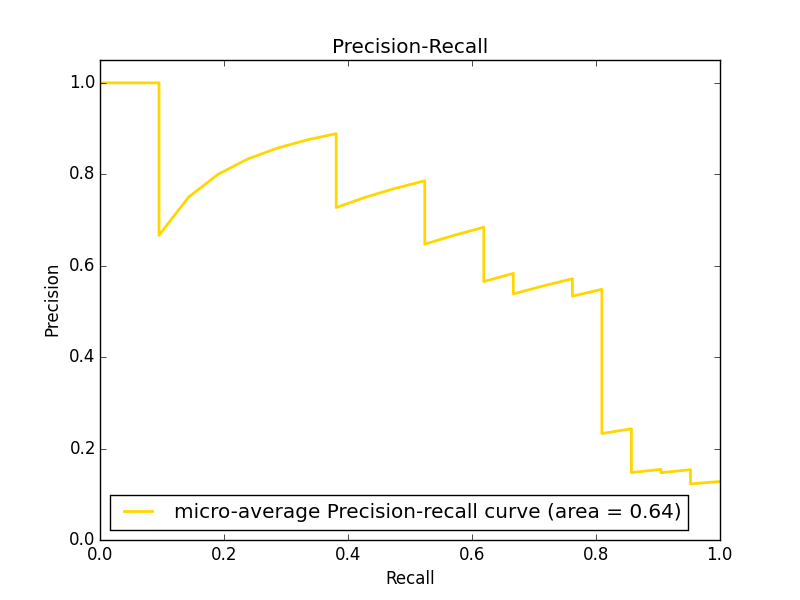 Precision-Recall
1.0
0.8
0.6
0.4
0.2
0.0
Precision
micro-average Precision-recall curve (area = 0.64)
0.0 0.2 0.4 0.6 0.8 1.0
Recall